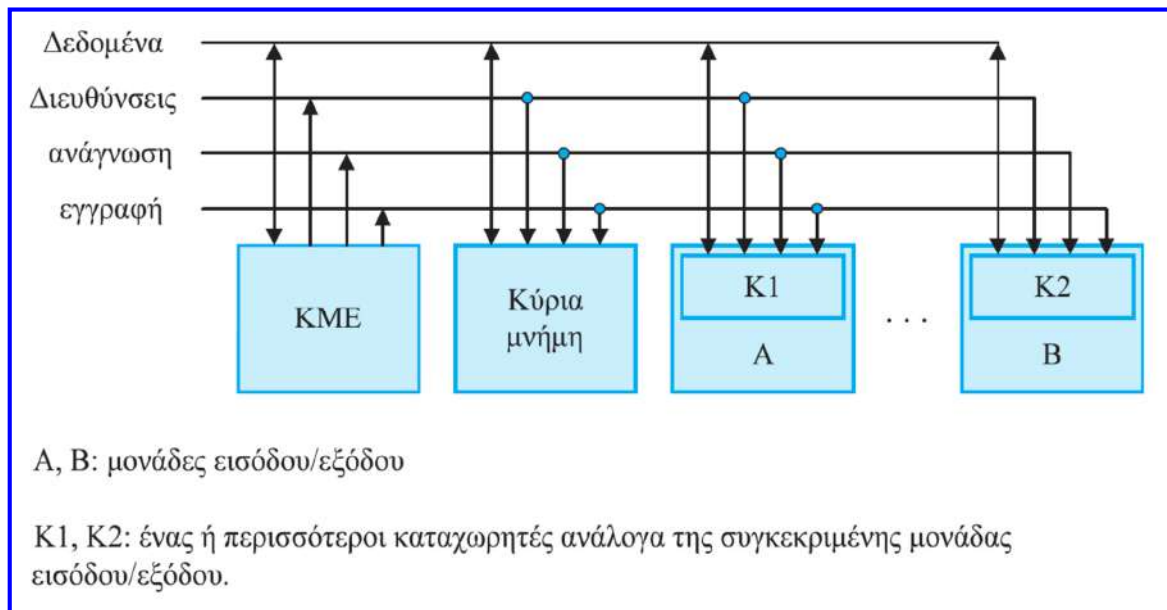 Δεδομένα
Διευθύνσεις
ανάγνωση
εγγραφή
ΚΜΕ
Κύρια
μνήμη
Κ1
Α
. . .
Κ2
Β
Α, Β: μονάδες εισόδου/εξόδου
Κ1, Κ2: ένας ή περισσότεροι καταχωρητές ανάλογα της συγκεκριμένης μονάδας
εισόδου/εξόδου.